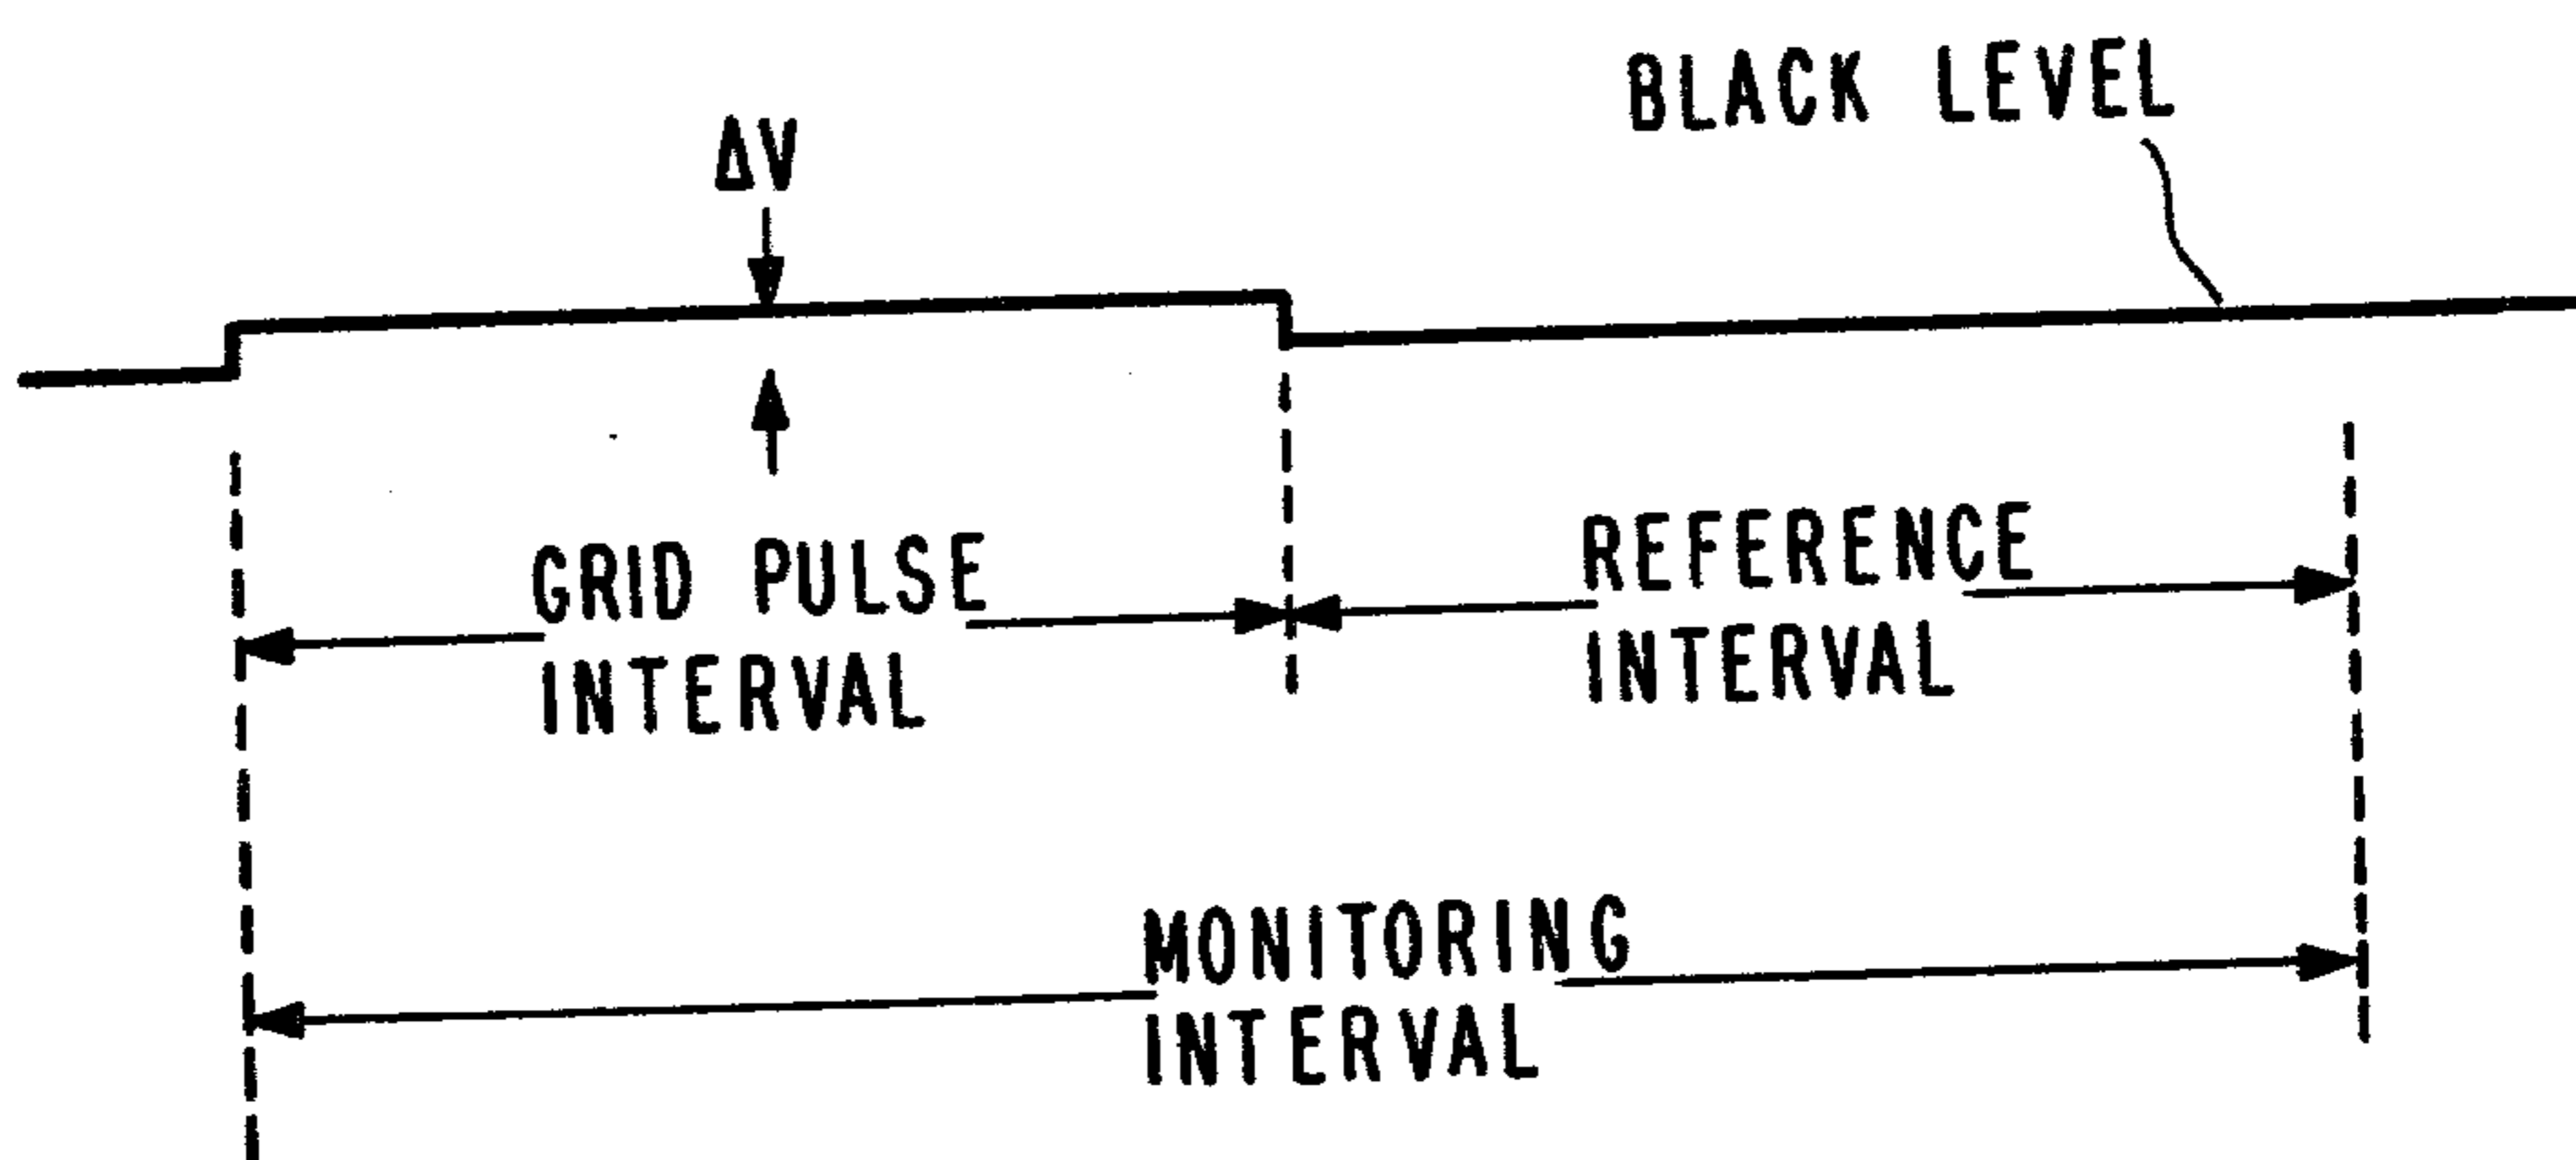 BLACK LEVEL
ΔV
GRID PULSE
INTERVAL
REFERENCE
INTERVAL
MONITORING
INTERVAL